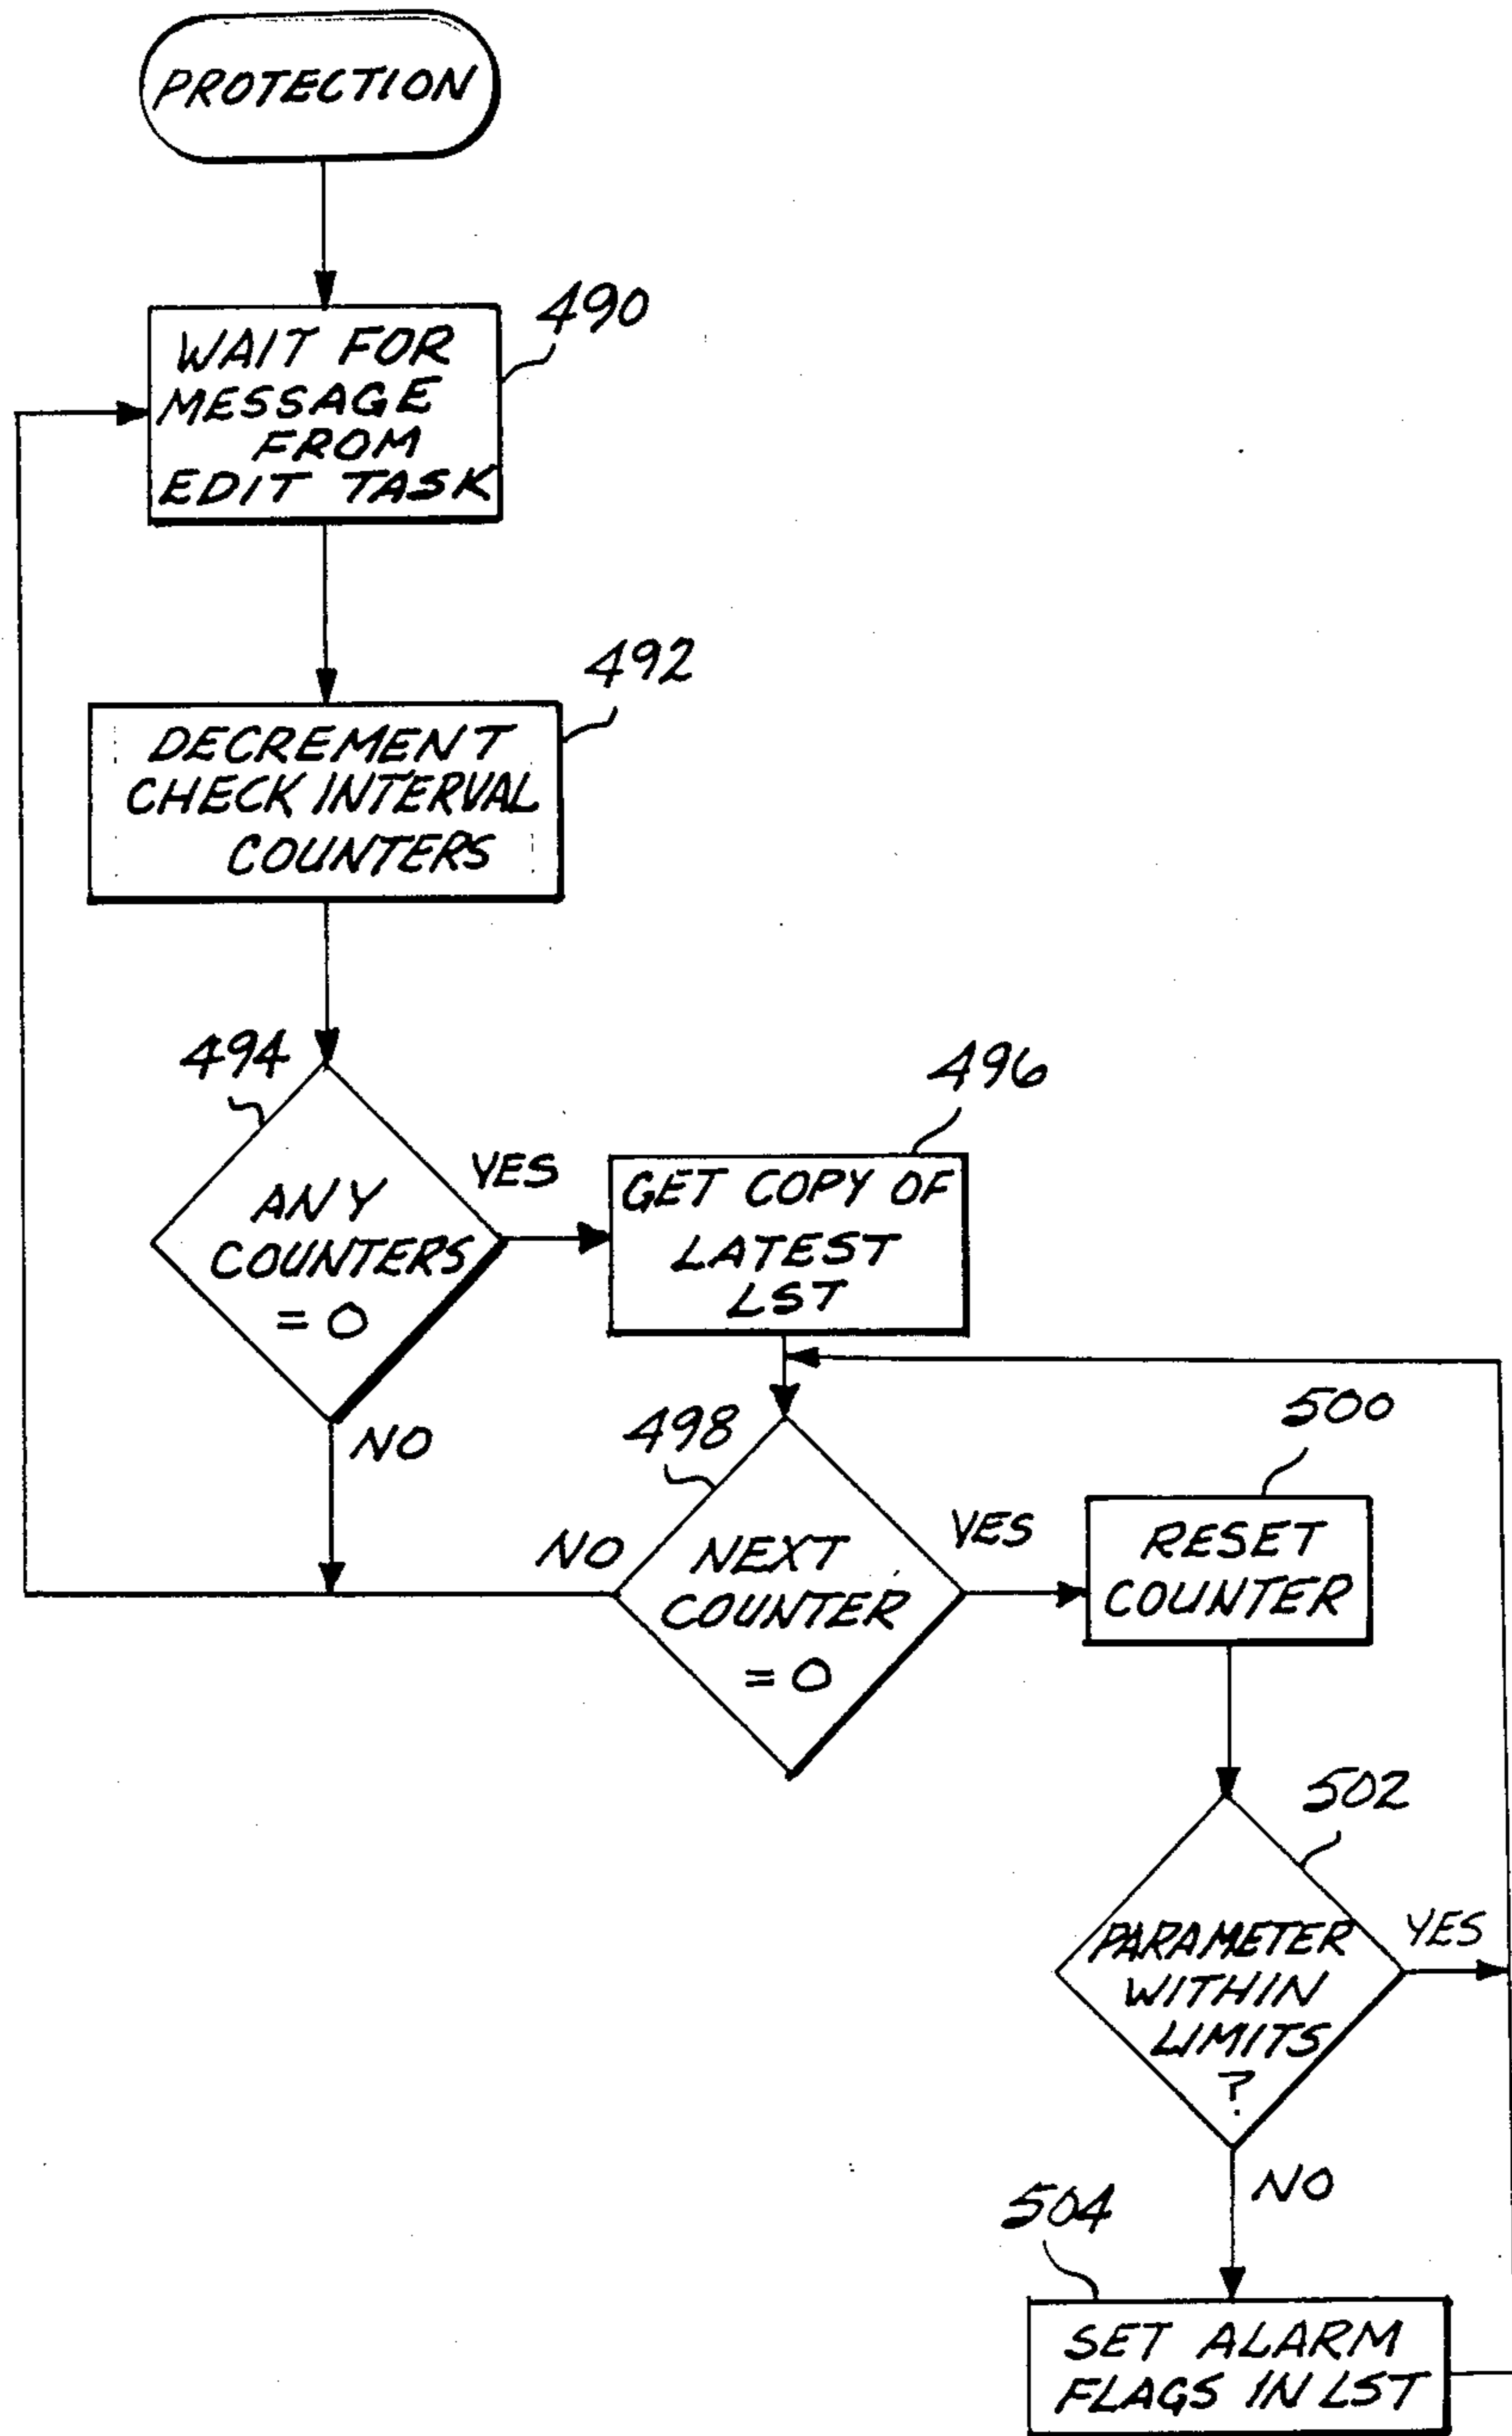 PROTECTION
490
WAIT FOR
MESSAGE
FROM
EDIT TASK
492
DECREMENT
CHECK INTERVAL
COUNTERS
494
ANY
COUNTERS
= 0
YES
NO
496
GET COPY OF
LATEST
LST
498
NEXT
COUNTER
= 0
NO
YES
500
RESET
COUNTER
502
PARAMETER
WITHIN
LIMITS
?
YES
NO
504
SET ALARM
FLAGS IN LST